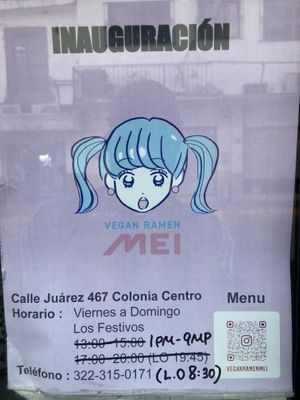 INAUGURACIÓN
VEGAN RAMEN
MEI
Calle Juárez 467 Colonia Centro
Menu
Horario : Viernes a Domingo
Los Festivos
13:00 - 15:00 1PM-9MP
17:00 - 20:00 (LO 19:45)
Teléfono : 322-315-0171 (L.O 8:30)
VEGANRAMENMEI